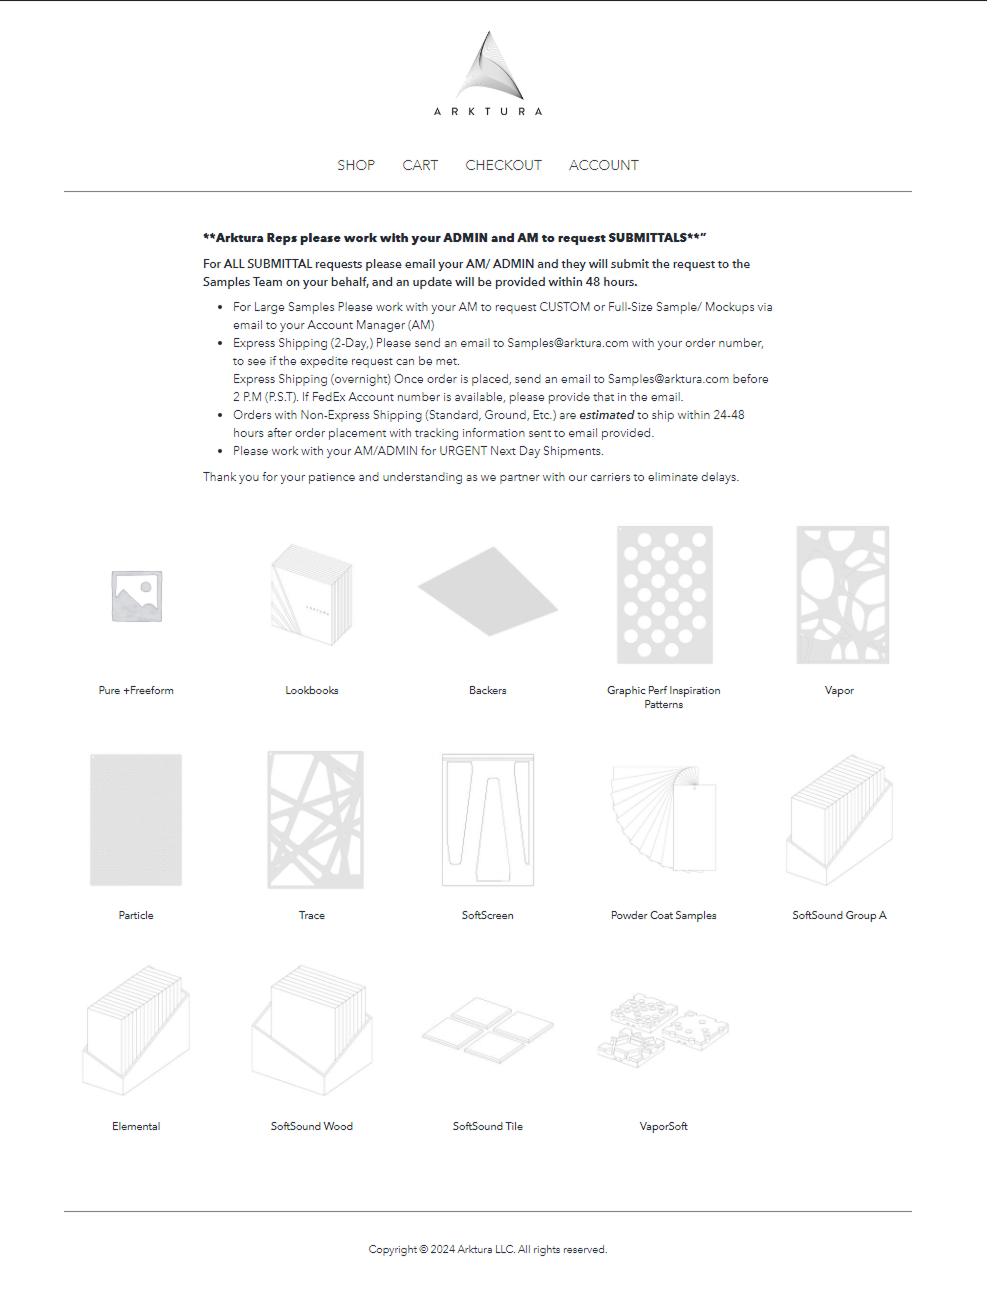 ARKTURA
SHOP CART CHECKOUT ACCOUNT
**Arktura Reps please work with your ADMIN and AM to request SUBMITTALS**”
For ALL SUBMITTAL requests please email your AM/ ADMIN and they will submit the request to the
Samples Team on your behalf, and an update will be provided within 48 hours.
• For Large Samples Please work with your AM to request CUSTOM or Full-Size Sample/ Mockups via
email to your Account Manager (AM)
• Express Shipping (2-Day,) Please send an email to Samples@arktura.com with your order number,
to see if the expedite request can be met.
Express Shipping (overnight) Once order is placed, send an email to Samples@arktura.com before
2 P.M (P.S.T). If FedEx Account number is available, please provide that in the email.
• Orders with Non-Express Shipping (Standard, Ground, Etc.) are estimated to ship within 24-48
hours after order placement with tracking information sent to email provided.
• Please work with your AM/ADMIN for URGENT Next Day Shipments.
Thank you for your patience and understanding as we partner with our carriers to eliminate delays.
ARKTURA
Pure +Freeform
Lookbooks
Backers
Graphic Perf Inspiration
Patterns
Vapor
Particle
Trace
SoftScreen
Powder Coat Samples
SoftSound Group A
Elemental
SoftSound Wood
SoftSound Tile
VaporSoft
Copyright © 2024 Arktura LLC. All rights reserved.